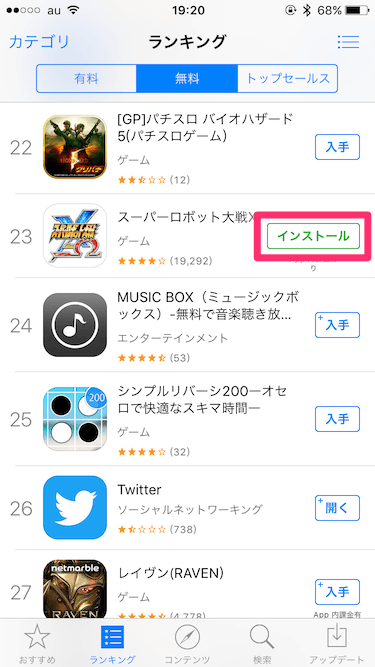 au 19:20 68%
カテゴリ ランキング
有料 無料 トップセールス
22
[GP]パチスロ バイオハザード
5(パチスロゲーム)
ゲーム
(12)
入手
23
スーパーロボット大戦X
ゲーム
(19,292)
インストール
り
24
MUSIC BOX（ミュージックボ
ックス）-無料で音楽聴き放…
エンターテインメント
(53)
+入手
25
シンプルリバーシ200ーオセ
ロで快適なスキマ時間ー
ゲーム
(32)
入手
200
26
Twitter
ソーシャルネットワーキング
(738)
+開く
27
netmarble
RAVEN
レイヴン(RAVEN)
ゲーム
(4,778)
+入手
App 内課金有
おすすめ ランキング コンテンツ 検索 アップデート